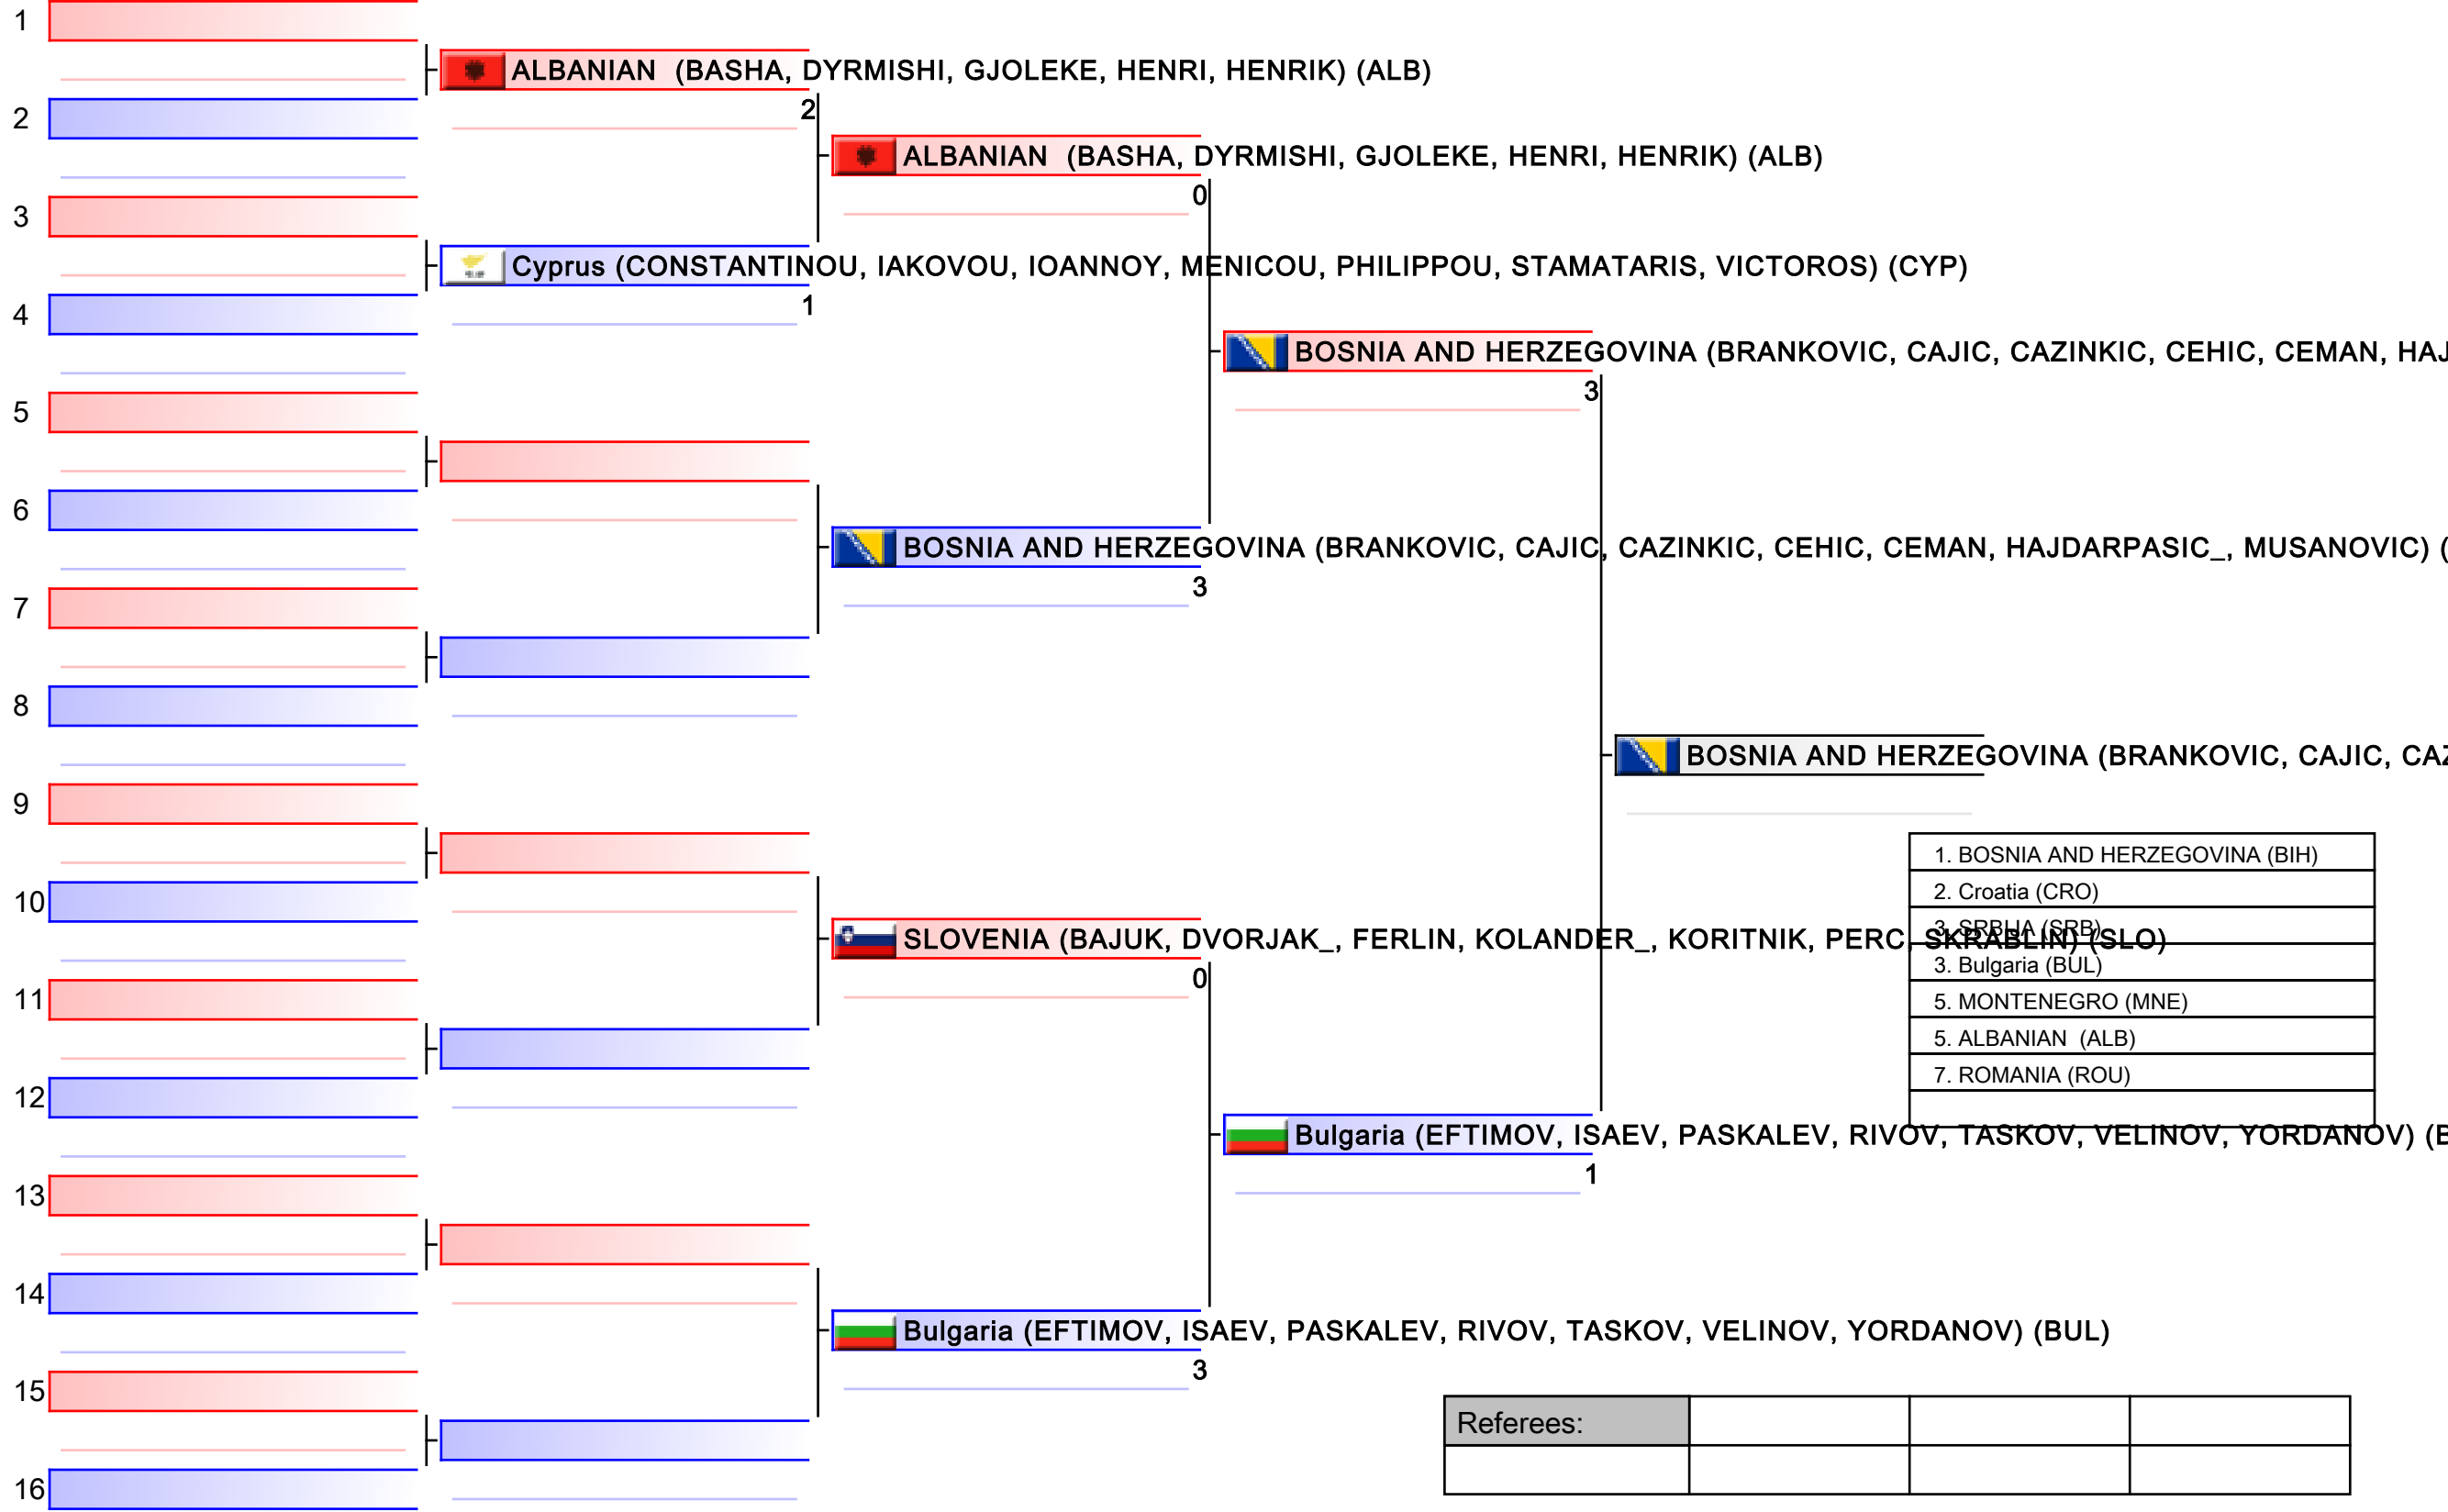 1
ALBANIAN  (BASHA, DYRMISHI, GJOLEKE, HENRI, HENRIK) (ALB)
2
2
ALBANIAN  (BASHA, DYRMISHI, GJOLEKE, HENRI, HENRIK) (ALB)
0
3
Cyprus (CONSTANTINOU, IAKOVOU, IOANNOY, MENICOU, PHILIPPOU, STAMATARIS, VICTOROS) (CYP)
1
4
BOSNIA AND HERZEGOVINA (BRANKOVIC, CAJIC, CAZINKIC, CEHIC, CEMAN, HAJ
3
5
6
BOSNIA AND HERZEGOVINA (BRANKOVIC, CAJIC, CAZINKIC, CEHIC, CEMAN, HAJDARPASIC_, MUSANOVIC) (
3
7
8
BOSNIA AND HERZEGOVINA (BRANKOVIC, CAJIC, CAZ
9
1. BOSNIA AND HERZEGOVINA (BIH)
10
2. Croatia (CRO)
3. SRBIJA (SRB)
SLOVENIA (BAJUK, DVORJAK_, FERLIN, KOLANDER_, KORITNIK, PERC, SKRABLIN) (SLO)
0
3. Bulgaria (BUL)
11
5. MONTENEGRO (MNE)
5. ALBANIAN  (ALB)
7. ROMANIA (ROU)
12
Bulgaria (EFTIMOV, ISAEV, PASKALEV, RIVOV, TASKOV, VELINOV, YORDANOV) (B
1
13
14
Bulgaria (EFTIMOV, ISAEV, PASKALEV, RIVOV, TASKOV, VELINOV, YORDANOV) (BUL)
3
15
Referees:
16